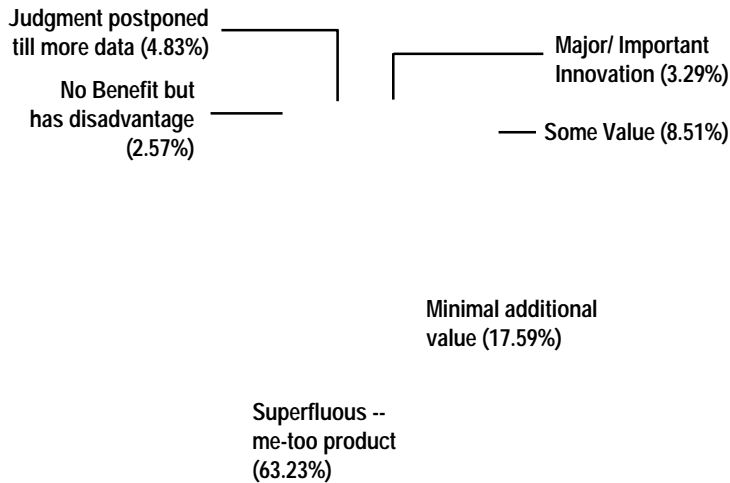 Judgment postponed
till more data (4.83%)
Major/ Important
Innovation (3.29%)
No Benefit but
has disadvantage
(2.57%)
Some Value (8.51%)
Minimal additional
value (17.59%)
Superfluous --
me-too product
(63.23%)